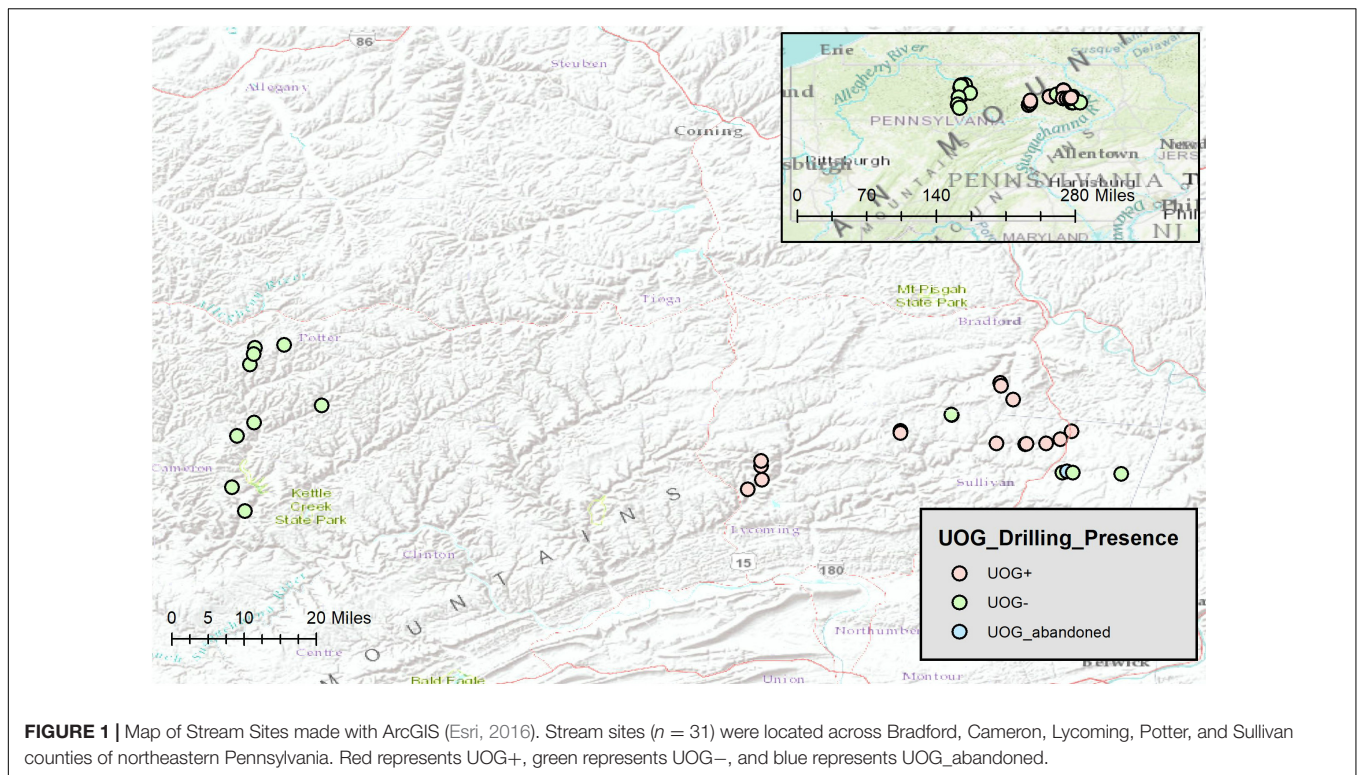 86
Steuben
Allegany
Corning
Tioga
Potter
Mt-Pisgah
State Park
Bradford
Cameron
Kettle
Creek
State Park
Sullivan
Lycoming
Clinton
15
180
M O U N T A I N S
Centre
Union
Montour
Bald Eagle
Erie
Allegheny River
PENNSYLVANIA
Pittsburgh
MOUNTAINS
Susquehanna
Allentown
PENNSYLVANIA
Harrisburg
MARYLAND
NJ
0 70 140 280 Miles
0 5 10 20 Miles
UOG_Drilling_Presence
UOG+
UOG-
UOG_abandoned
FIGURE 1 | Map of Stream Sites made with ArcGIS (Esri, 2016). Stream sites (n = 31) were located across Bradford, Cameron, Lycoming, Potter, and Sullivan
counties of northeastern Pennsylvania. Red represents UOG+, green represents UOG−, and blue represents UOG_abandoned.